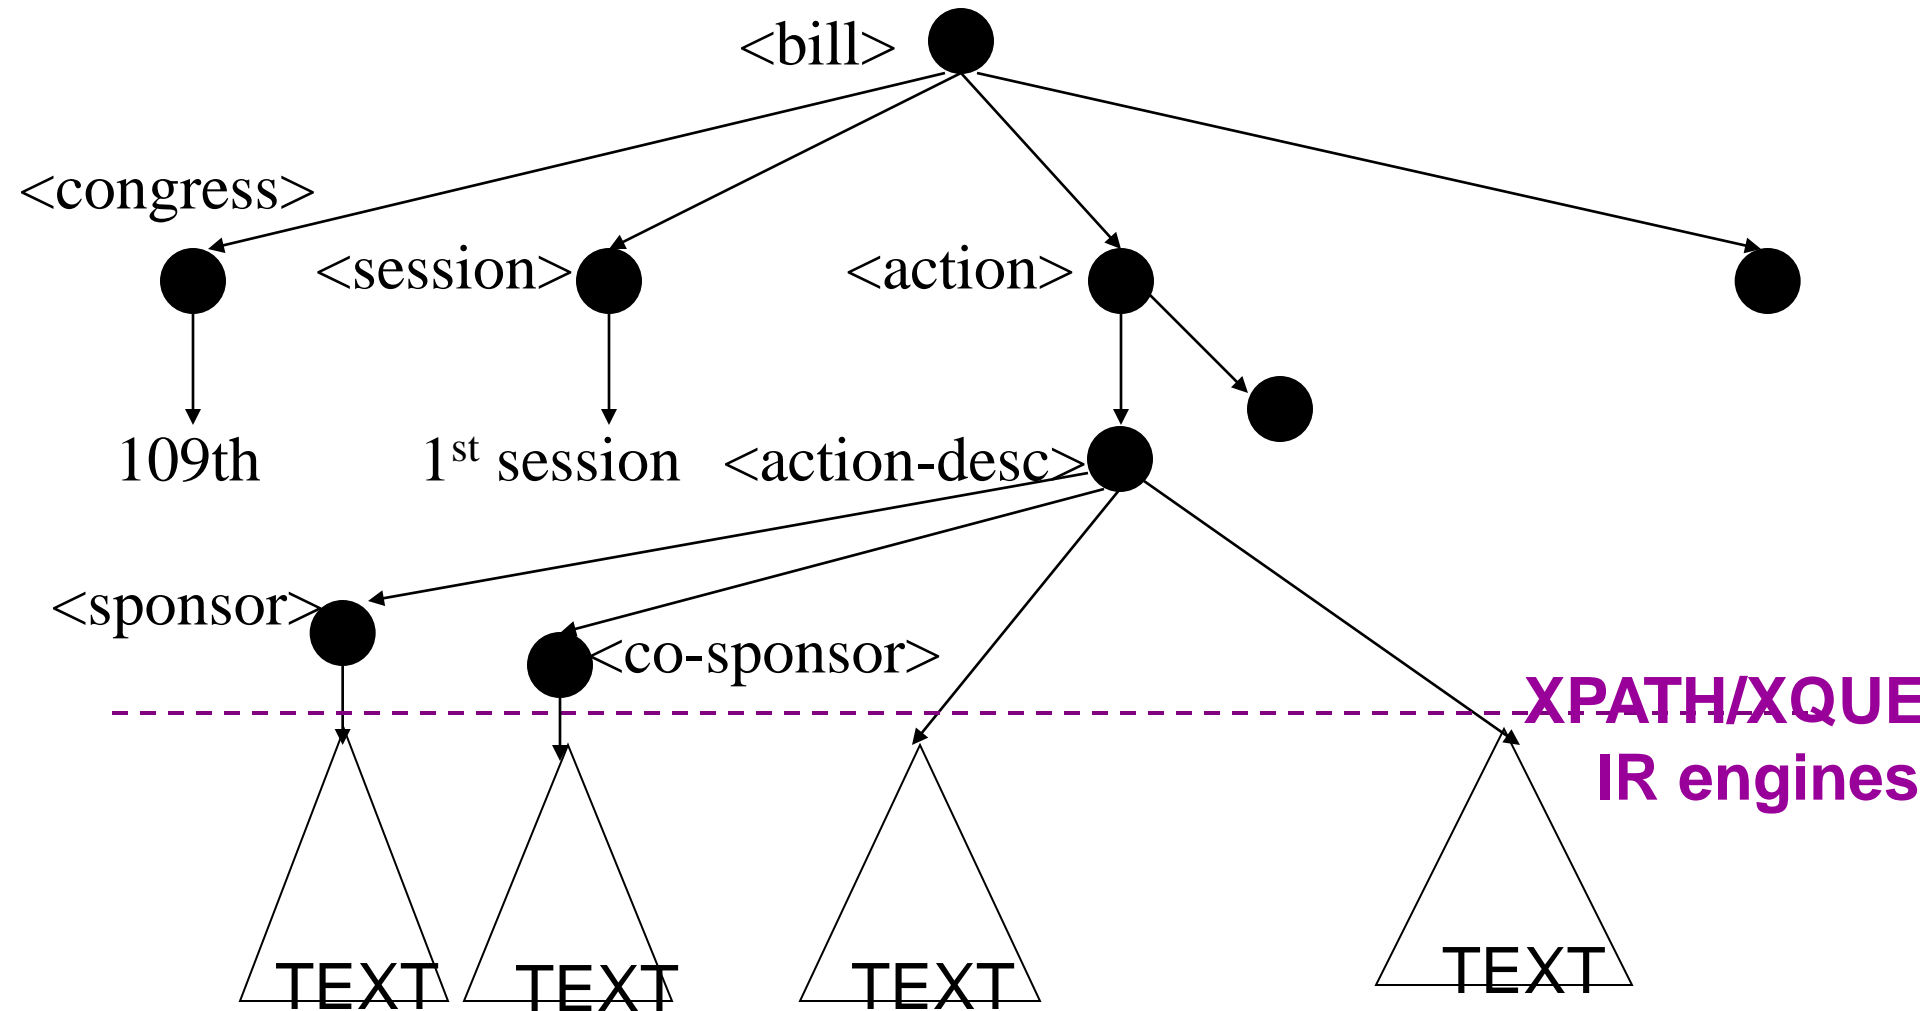 <bill>
<congress>
<session>
<action>
109th
1st session
<action-desc>
<sponsor>
<co-sponsor>
XPATH/XQUE
IR engines
TEXT
TEXT
TEXT
TEXT